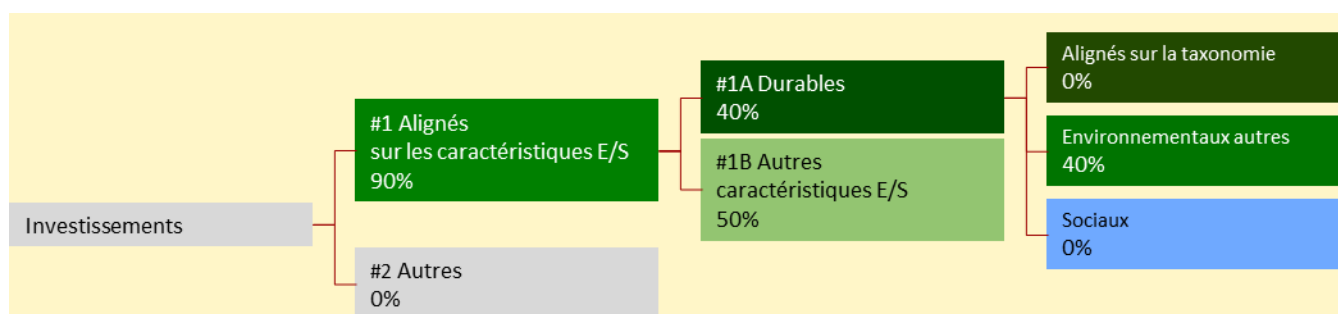 Investissements
#1 Alignés
sur les caractéristiques E/S
90%
#2 Autres
0%
#1A Durables
40%
#1B Autres
caractéristiques E/S
50%
Alignés sur la taxonomie
0%
Environnementaux autres
40%
Sociaux
0%